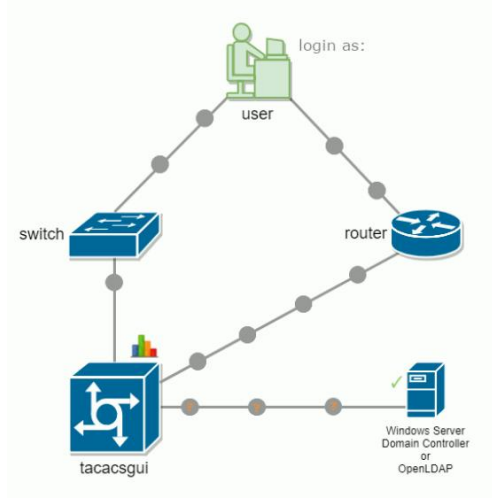 login as:
user
switch
router
tacacsgui
Windows Server
Domain Controller
or
OpenLDAP